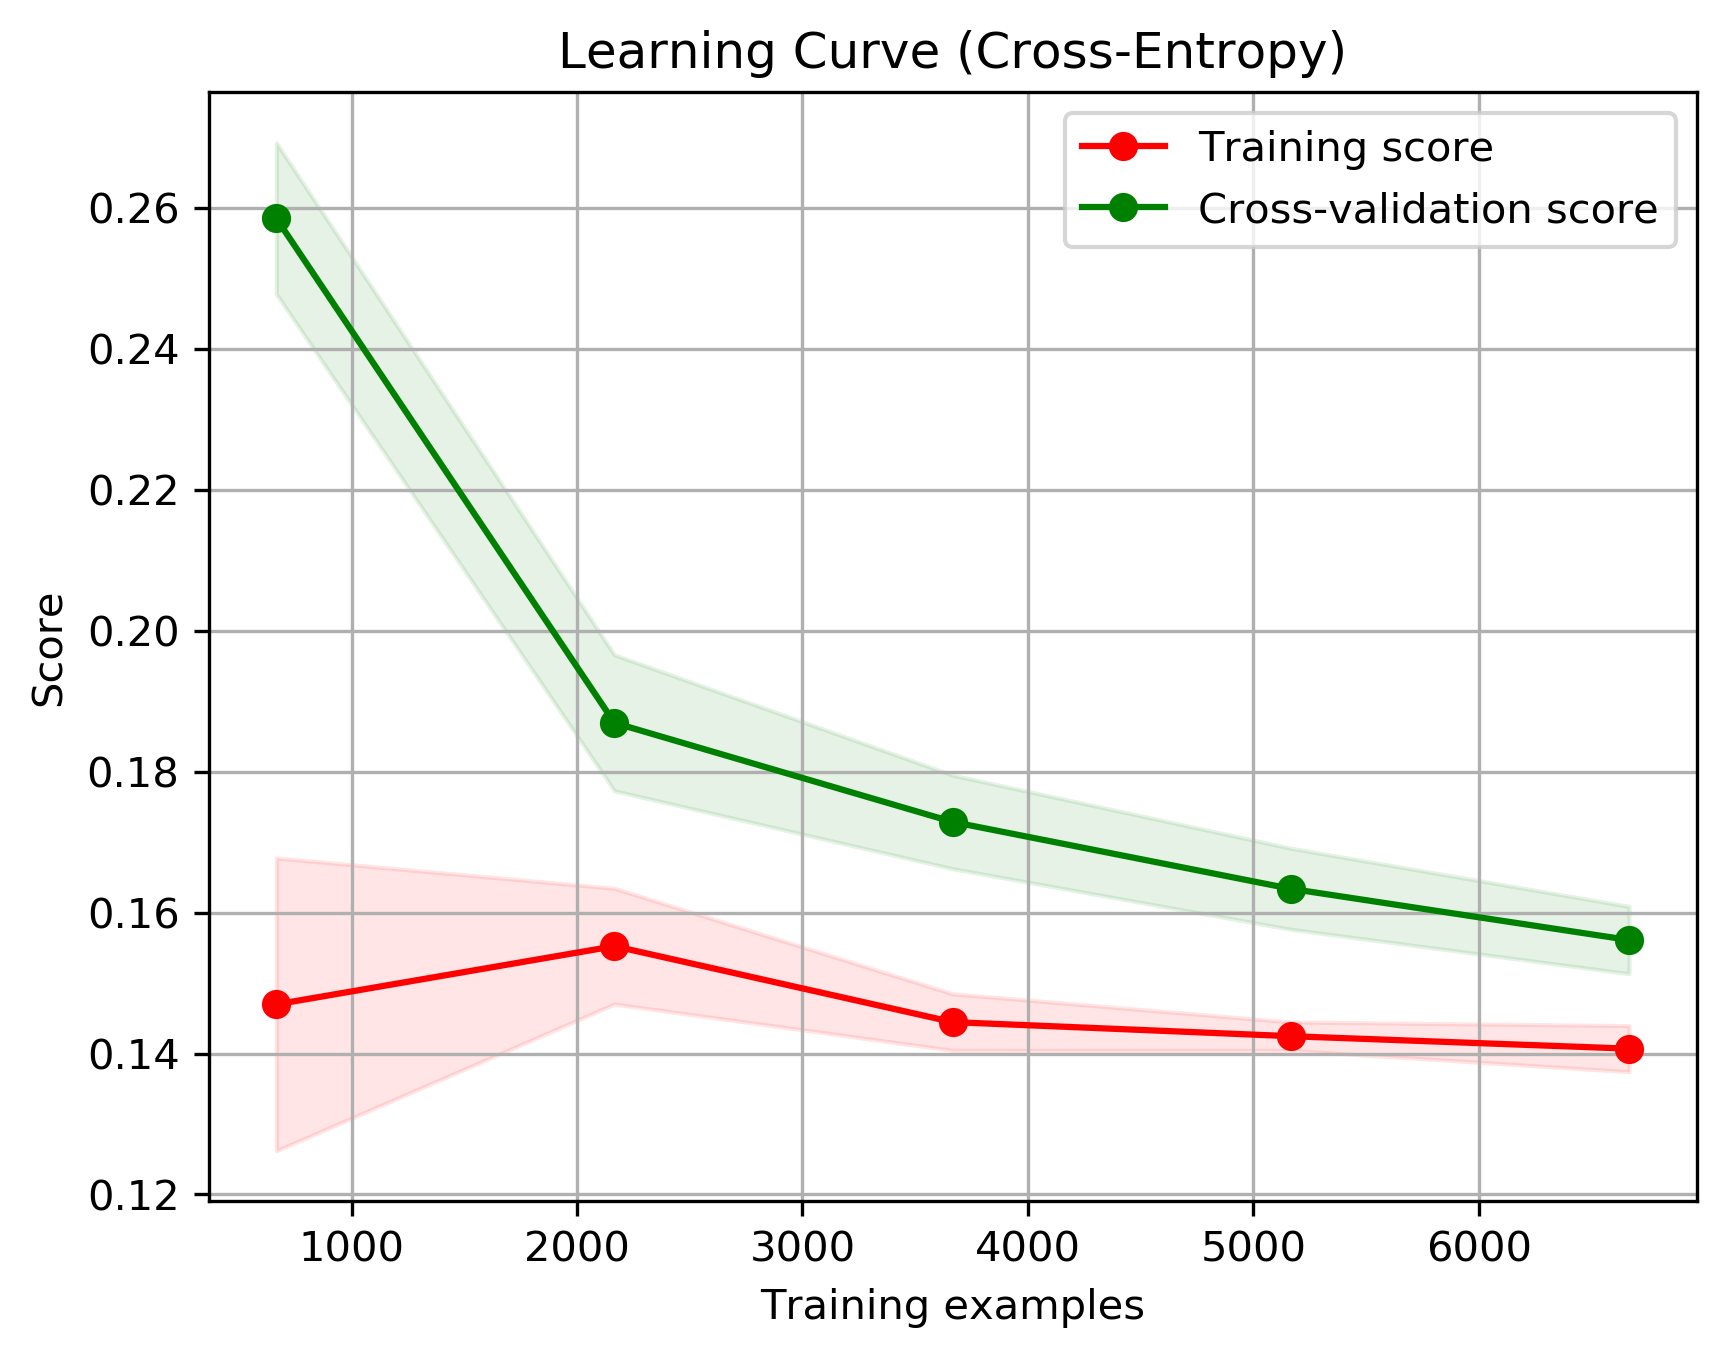 Learning Curve (Cross-Entropy)
Training score
Cross-validation score
0.26
0.24
0.22
0.20
0.18
0.16
0.14
0.12
Score
1000 2000 3000 4000 5000 6000
Training examples